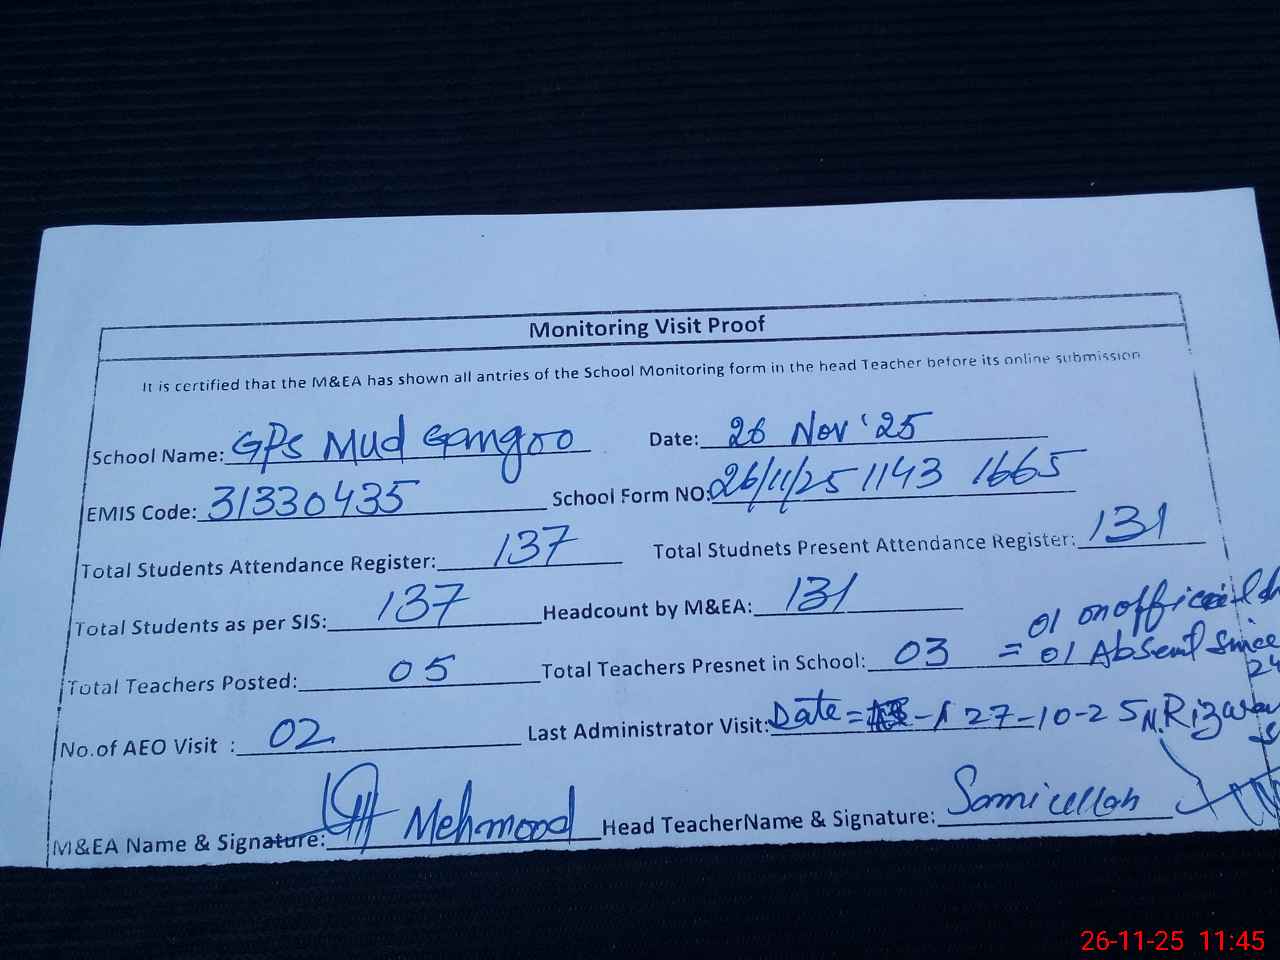 Monitoring Visit Proof
It is certified that the M&EA has shown all antries of the School Monitoring form in the head Teacher before its online submission
School Name: GPS Mud Gangoo Date: 26 Nov '25
EMIS Code: 31330435 School Form NO: 26/11/25 1143 1665
Total Students Attendance Register: 137 Total Studnets Present Attendance Register: 131
Total Students as per SIS: 137 Headcount by M&EA: 131
01 on
Total Teachers Posted: 05 Total Teachers Presnet in School: 03 = 01 Absent Since
24
No.of AEO Visit : 02 Last Administrator Visit: Date = 27-10-25 M.Rizwan
M&EA Name & Signature: Mehmood Head TeacherName & Signature: Samiullah
26-11-25 11:45